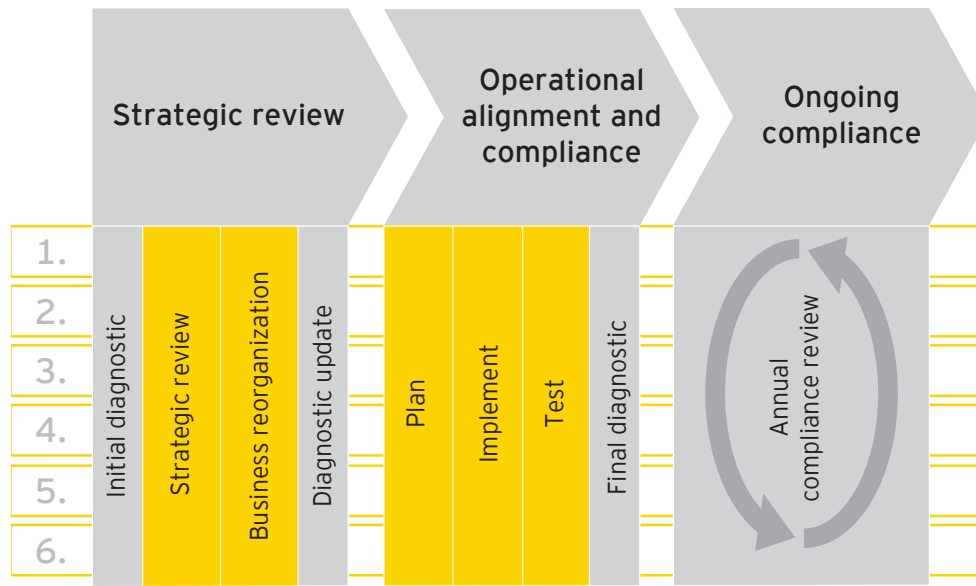 Strategic review
Operational
alignment and
compliance
Ongoing
compliance
1.
2.
3.
4.
5.
6.
Initial diagnostic
Strategic review
Business reorganization
Diagnostic update
Plan
Implement
Test
Final diagnostic
Annual
compliance review